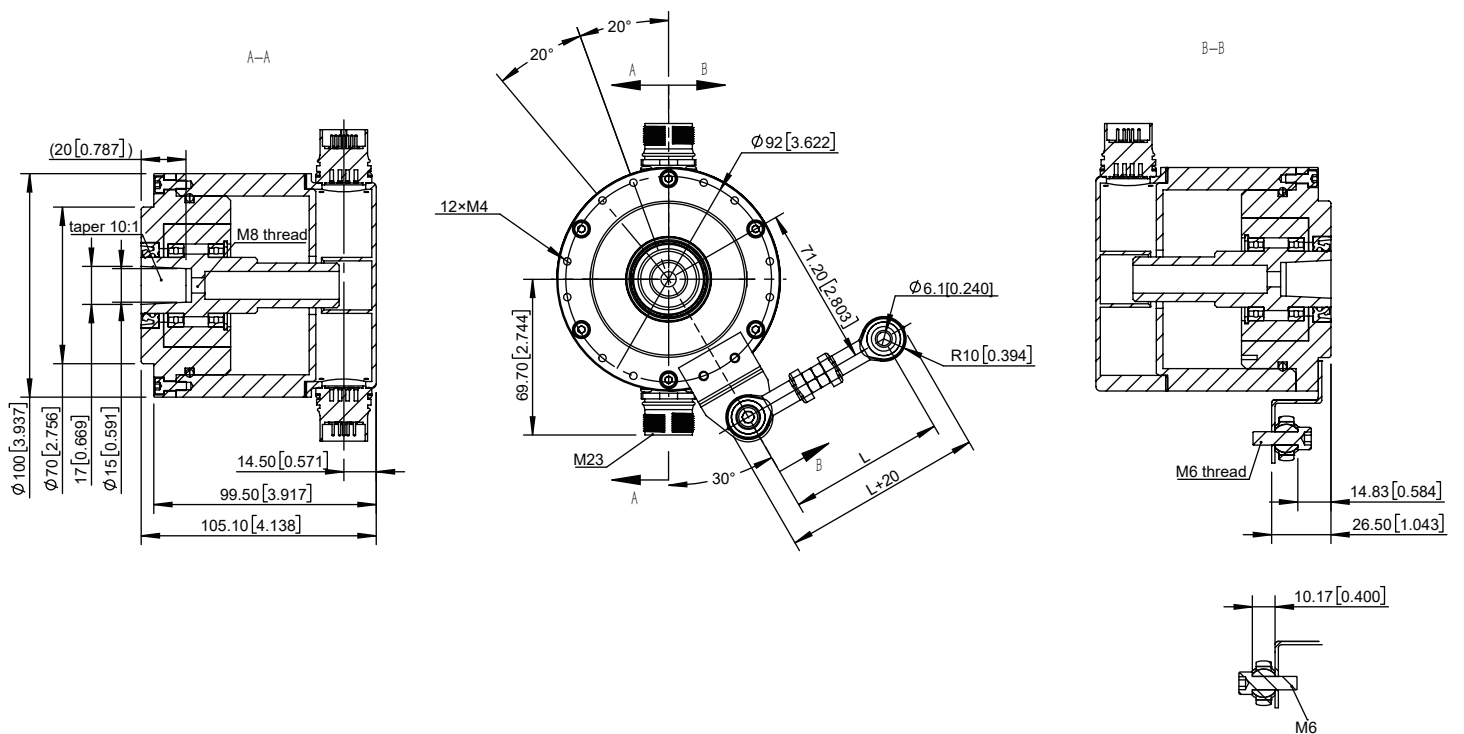 A–A
(20[0.787])
taper 10:1
M8 thread
Ø100[3.937]
Ø70[2.756]
17[0.669]
Ø15[0.591]
14.50[0.571]
99.50[3.917]
105.10[4.138]
20°
20°
A
B
Ø92[3.622]
12×M4
71.20[2.803]
Ø6.1[0.240]
R10[0.394]
69.70[2.744]
M23
30°
A
B
L
L+20
B–B
M6 thread
14.83[0.584]
26.50[1.043]
10.17[0.400]
M6